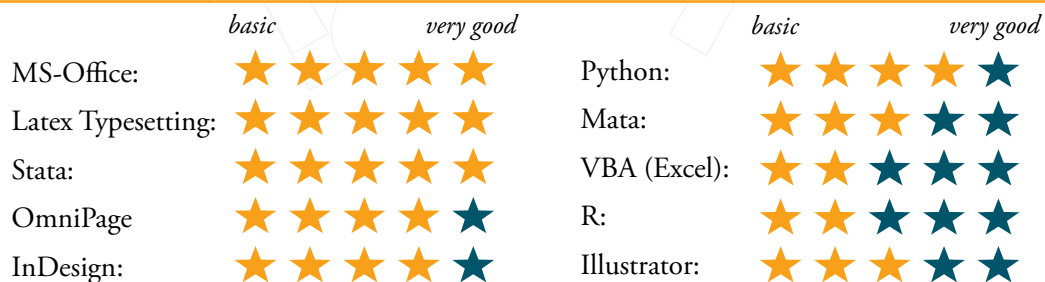 basic very good
MS-Office:
Latex Typesetting:
Stata:
OmniPage
InDesign:
basic very good
Python:
Mata:
VBA (Excel):
R:
Illustrator: